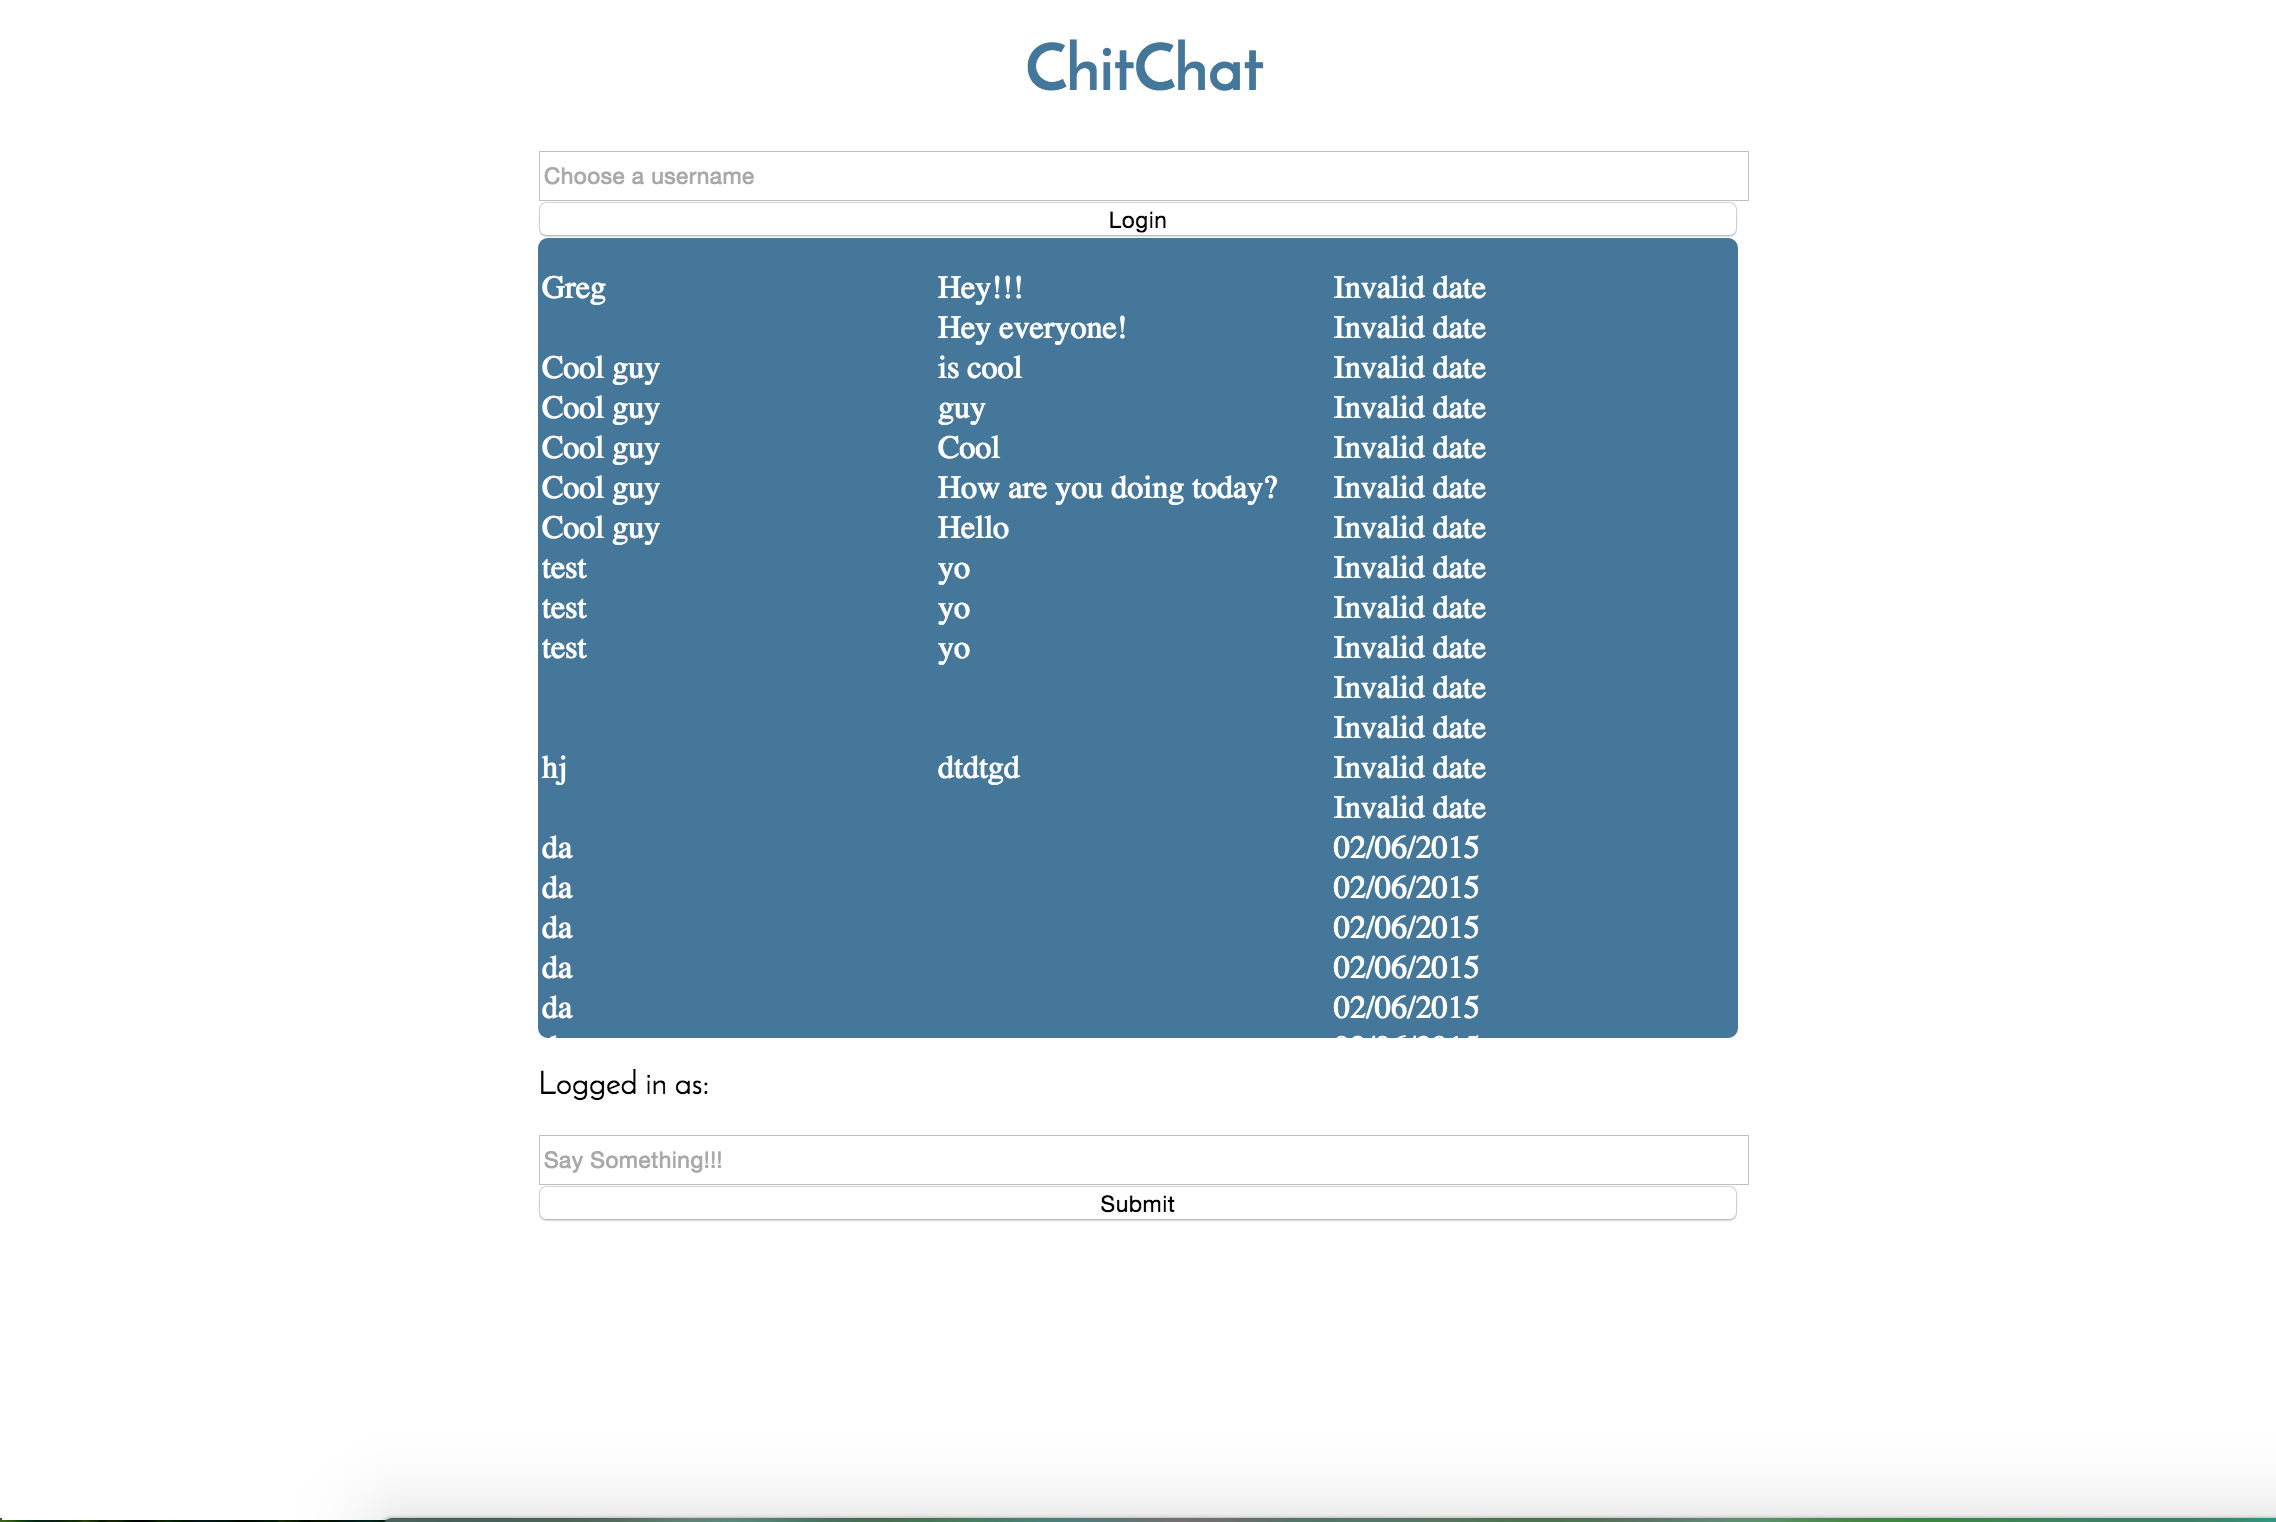 ChitChat
Choose a username
Login
Greg Hey!!! Invalid date
Hey everyone! Invalid date
Cool guy is cool Invalid date
Cool guy guy Invalid date
Cool guy Cool Invalid date
Cool guy How are you doing today? Invalid date
Cool guy Hello Invalid date
test yo Invalid date
test yo Invalid date
test yo Invalid date
Invalid date
Invalid date
hj dtdtgd Invalid date
Invalid date
da 02/06/2015
da 02/06/2015
da 02/06/2015
da 02/06/2015
da 02/06/2015
Logged in as:
Say Something!!!
Submit